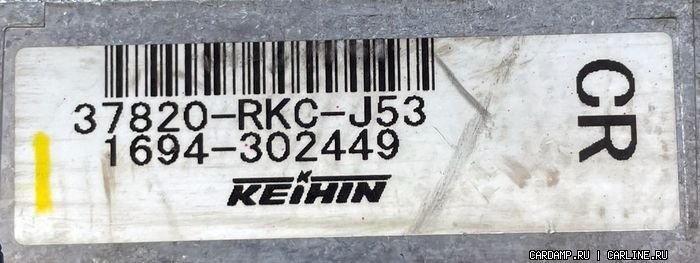 37820-RKC-J53
1694-302449
KEIHIN
CR
CARDAMP.RU | CARLINE.RU